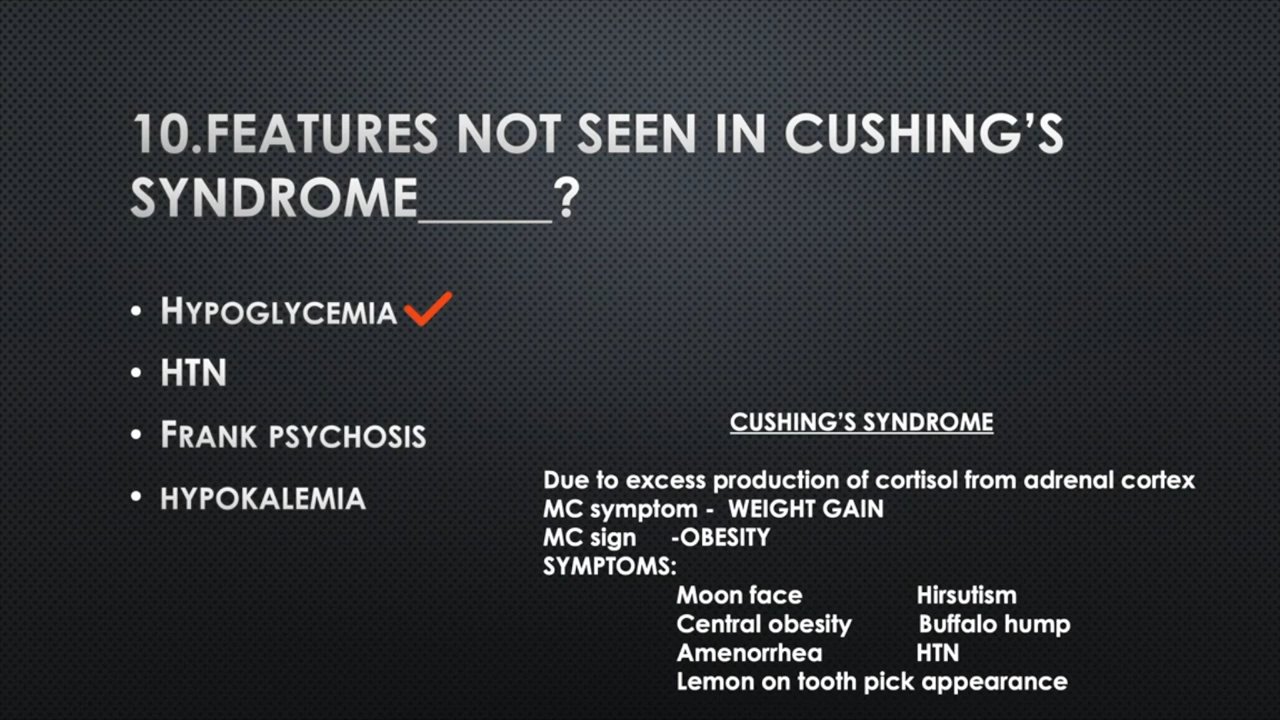 10.FEATURES NOT SEEN IN CUSHING'S
SYNDROME_____?
• HYPOGLYCEMIA
• HTN
• FRANK PSYCHOSIS
• HYPOKALEMIA
CUSHING'S SYNDROME
Due to excess production of cortisol from adrenal cortex
MC symptom - WEIGHT GAIN
MC sign -OBESITY
SYMPTOMS:
Moon face Hirsutism
Central obesity Buffalo hump
Amenorrhea HTN
Lemon on tooth pick appearance